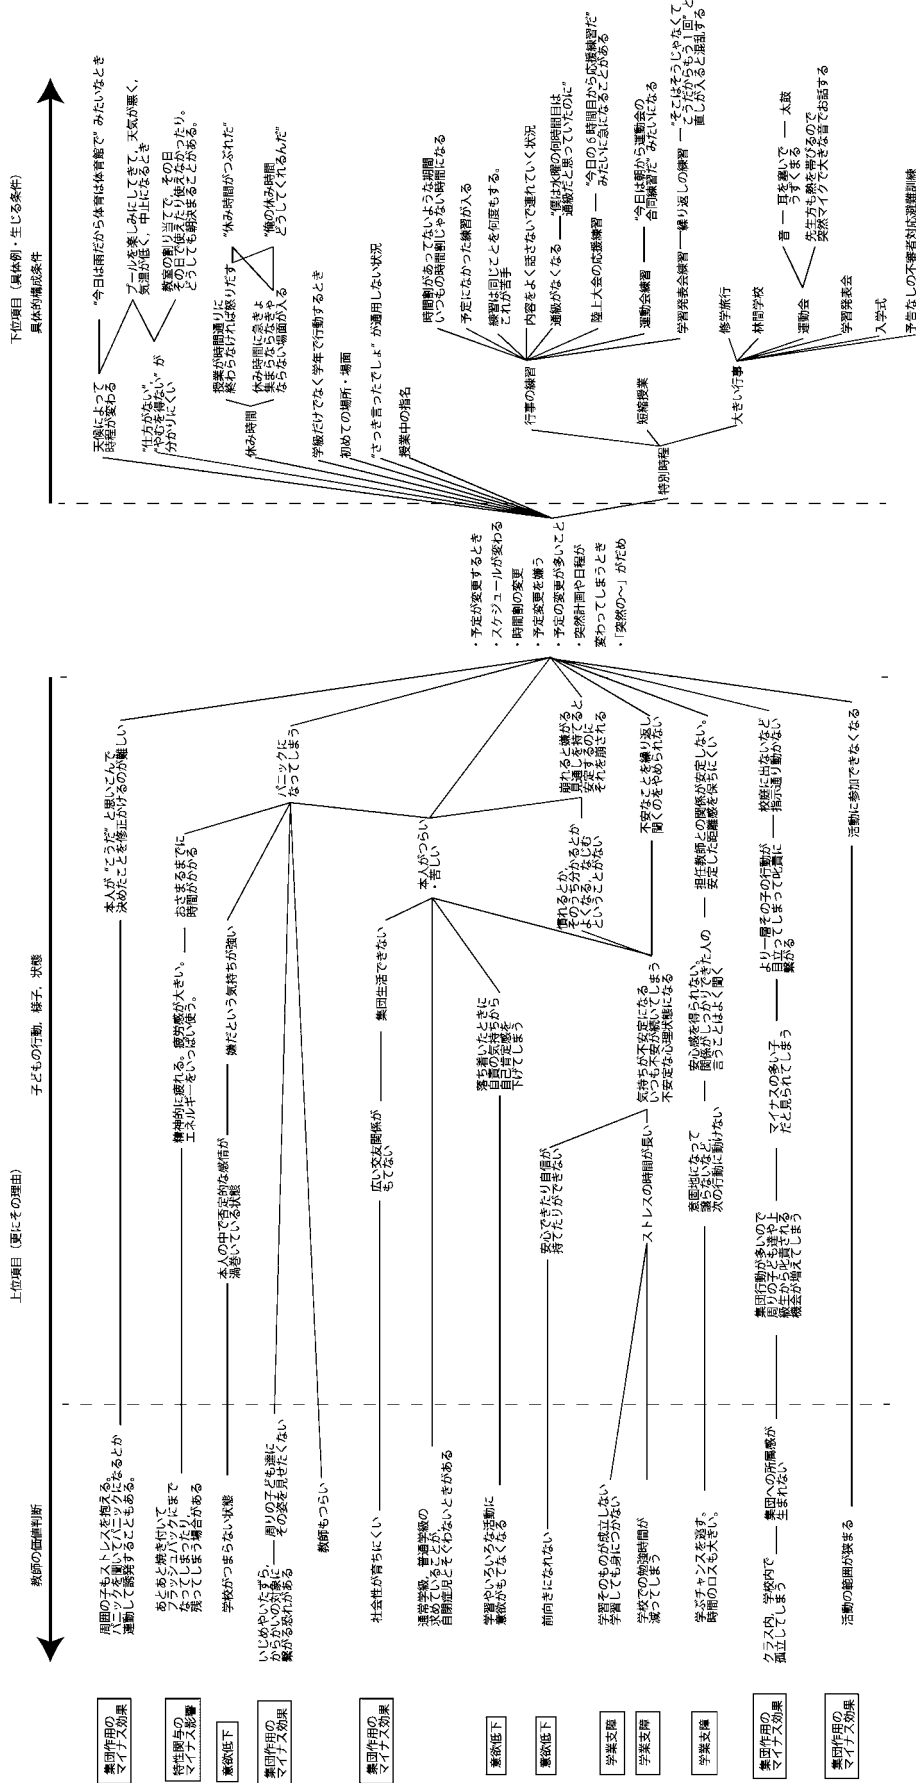 教師の価値判断
上位項目（更にその理由）
子どもの行動，様子，状態
下位項目（具体例・生じる条件）
具体的構成条件
集団作用の
マイナス効果
周囲の子もストレスを抱える。
パニックを聞いてパニックになるとか
連動して誘発することもある。
本人が“こうだ”と思いこんで
決めたことを修正かけるのが難しい
特性関与の
マイナス影響
あとあと焼き付いて
フラッシュバックにまで
なってしまったり
残ってしまう場合がある
精神的に疲れる。疲労感が大きい。
エネルギーをいっぱい使う。
おさまるまでに
時間がかかる
意欲低下
学校がつまらない状態
本人の中で否定的な感情が
渦巻いている状態
嫌だという気持ちが強い
パニックに
なってしまう
集団作用の
マイナス効果
いじめやいたずら，
からかいの対象に
繋がる恐れがある
周りの子ども達に
その姿を見せたくない
教師もつらい
集団作用の
マイナス効果
社会性が育ちにくい
広い交友関係が
もてない
集団生活できない
本人がつらい
・苦しい
通常学級，普通学級の
求めていることが，
自閉症児とそぐわないときがある
意欲低下
学習やいろいろな活動に
意欲がもてなくなる
落ち着いたときに
自責の気持ちから
自己肯定感を
下げてしまう
意欲低下
前向きになれない
安心できたり自信が
持てたりができない
慣れるとか，
そのうち分かるとか
よくなる，なじむ
ということがない
崩れると嫌がる
見通しを持てると
安定するのに
それを崩される
学業支障
学習そのものが成立しない
学習しても身につかない
学業支障
学校での勉強時間が
減ってしまう
ストレスの時間が長い
気持ちが不安定になる
いつも不安が続いてしまう
不安定な心理状態になる
不安なことを繰り返し
聞くのをやめられない
学業支障
学ぶチャンスを逃す。
時間のロスも大きい。
意固地になって
譲らないなど
次の行動に動けない
安心感を得られない。
関係がしっかりできた人の
言うことはよく聞く
担任教師との関係が安定しない。
安定した距離感を保ちにくい
集団作用の
マイナス効果
クラス内，学校内で
孤立してしまう
集団への所属感が
生まれない
集団行動が多いので
周りの子ども達や上
級生から叱責される
機会が増えてしまう
マイナスの多い子
だと見られてしまう
より一層その子の行動が
目立ってしまって叱責に
繋がる
校庭に出ないなど
指示通り動かない
集団作用の
マイナス効果
活動の範囲が狭まる
活動に参加できなくなる
・予定が変更するとき
・スケジュールが変わる
・時間割の変更
・予定変更を嫌う
・予定の変更が多いこと
・突然計画や日程が
変わってしまうとき
・「突然の～」がだめ
天候によって
時程が変わる
“今日は雨だから体育は体育館で”みたいなとき
プールを楽しみにしてきて，天気が悪く，
気温が低く，中止になるとき
“仕方がない”
“やむを得ない”が
分かりにくい
教室の割り当てで，その日
その日で使えたり使えなかったり。
どうしても朝決まることがある。
休み時間
授業が時間通りに
終わらなければ怒りだす
“休み時間がつぶれた”
休み時間に急きょ
集まらならなきゃ
ならない場面が入る
“俺の休み時間
どうしてくれるんだ”
学級だけでなく学年で行動するとき
初めての場所・場面
“さっき言ったでしょ”が通用しない状況
授業中の指名
特別時程
行事の練習
時間割があってないような期間
いつもの時間割じゃない時間になる
予定になかった練習が入る
練習は同じことを何度もする。
これが苦手
内容をよく話さないで連れていく状況
通級がなくなる
“僕は水曜の何時間目は
通級だと思っていたのに”
陸上大会の応援練習
“今日の６時間目から応援練習だ”
みたいに急になることがある
運動会練習
“今日は朝から運動会の
合同練習だ”みたいになる
学習発表会練習
繰り返しの練習
“そこはそうじゃなくて
こうだからもう１回”と
直しが入ると混乱する
短縮授業
大きい行事
修学旅行
林間学校
運動会
音
耳を塞いで
うずくまる
太鼓
先生方も熱を帯びるので
突然マイクで大きな音でお話する
学習発表会
入学式
予告なしの不審者対応避難訓練